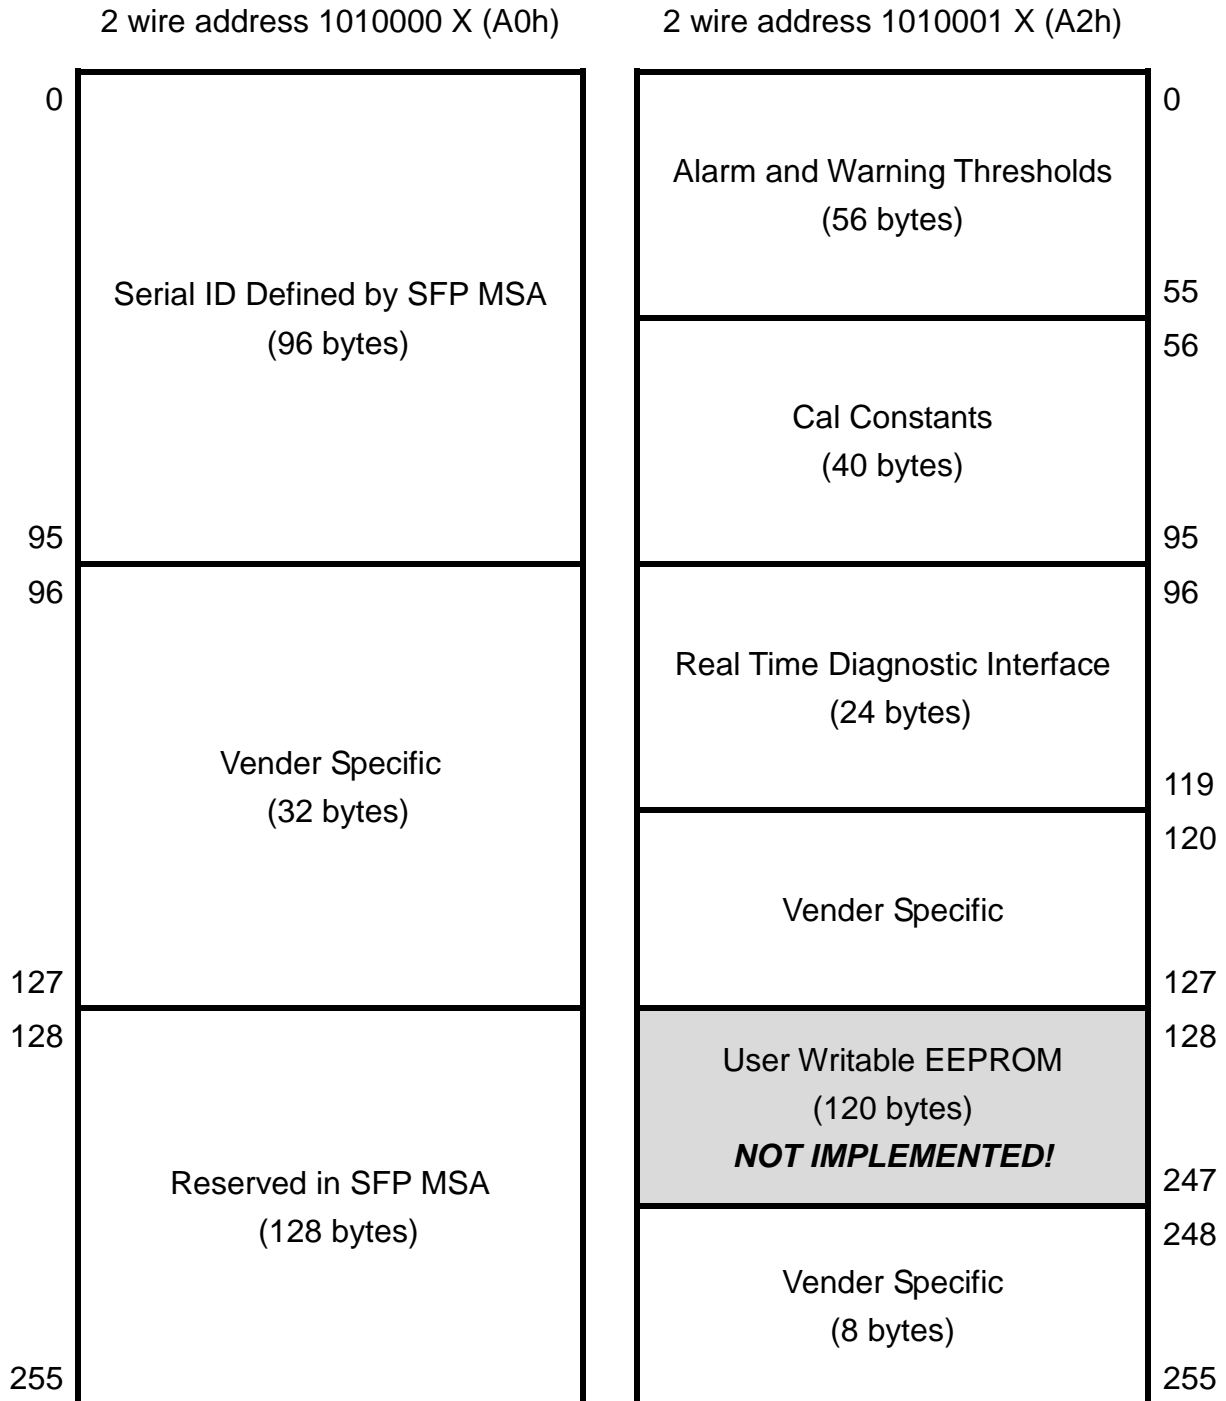 2 wire address 1010000 X (A0h)
0
Serial ID Defined by SFP MSA
(96 bytes)
95
96
Vender Specific
(32 bytes)
127
128
Reserved in SFP MSA
(128 bytes)
255
2 wire address 1010001 X (A2h)
0
Alarm and Warning Thresholds
(56 bytes)
55
56
Cal Constants
(40 bytes)
95
96
Real Time Diagnostic Interface
(24 bytes)
119
120
Vender Specific
127
128
User Writable EEPROM
(120 bytes)
NOT IMPLEMENTED!
247
248
Vender Specific
(8 bytes)
255